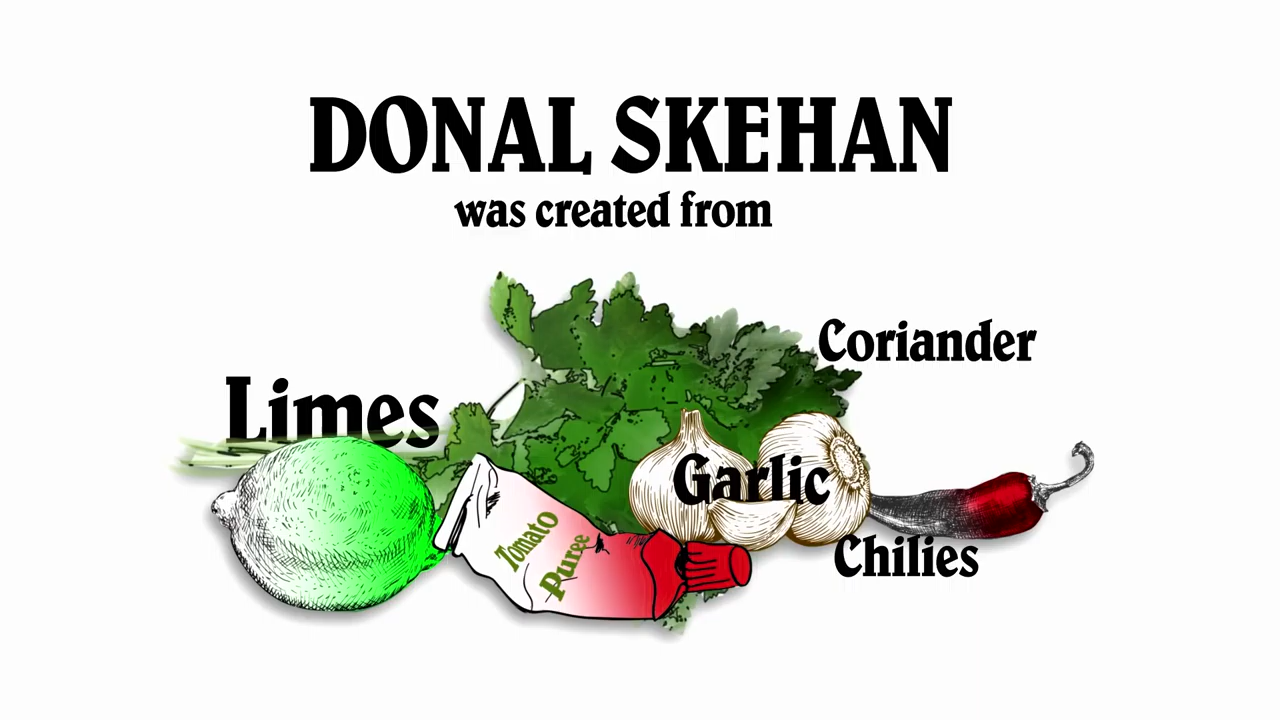 DONAL SKEHAN
was created from
Coriander
Limes
Garlic
Tomato
Puree
Chilies